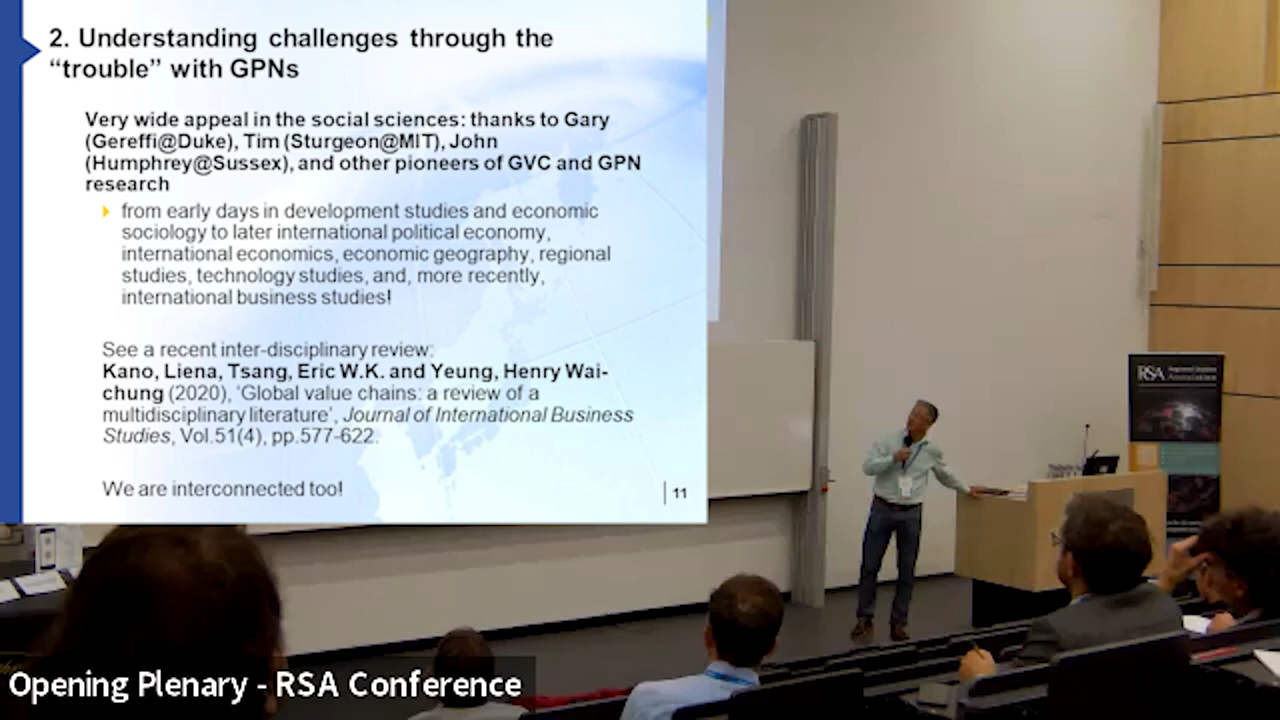 2. Understanding challenges through the
“trouble” with GPNs
Very wide appeal in the social sciences: thanks to Gary
(Gereffi@Duke), Tim (Sturgeon@MIT), John
(Humphrey@Sussex), and other pioneers of GVC and GPN
research
from early days in development studies and economic
sociology to later international political economy,
international economics, economic geography, regional
studies, technology studies, and, more recently,
international business studies!
See a recent inter-disciplinary review:
Kano, Liena, Tsang, Eric W.K. and Yeung, Henry Wai-
chung (2020), ‘Global value chains: a review of a
multidisciplinary literature’, Journal of International Business
Studies, Vol.51(4), pp.577-622.
We are interconnected too!
11
RSA
Opening Plenary - RSA Conference